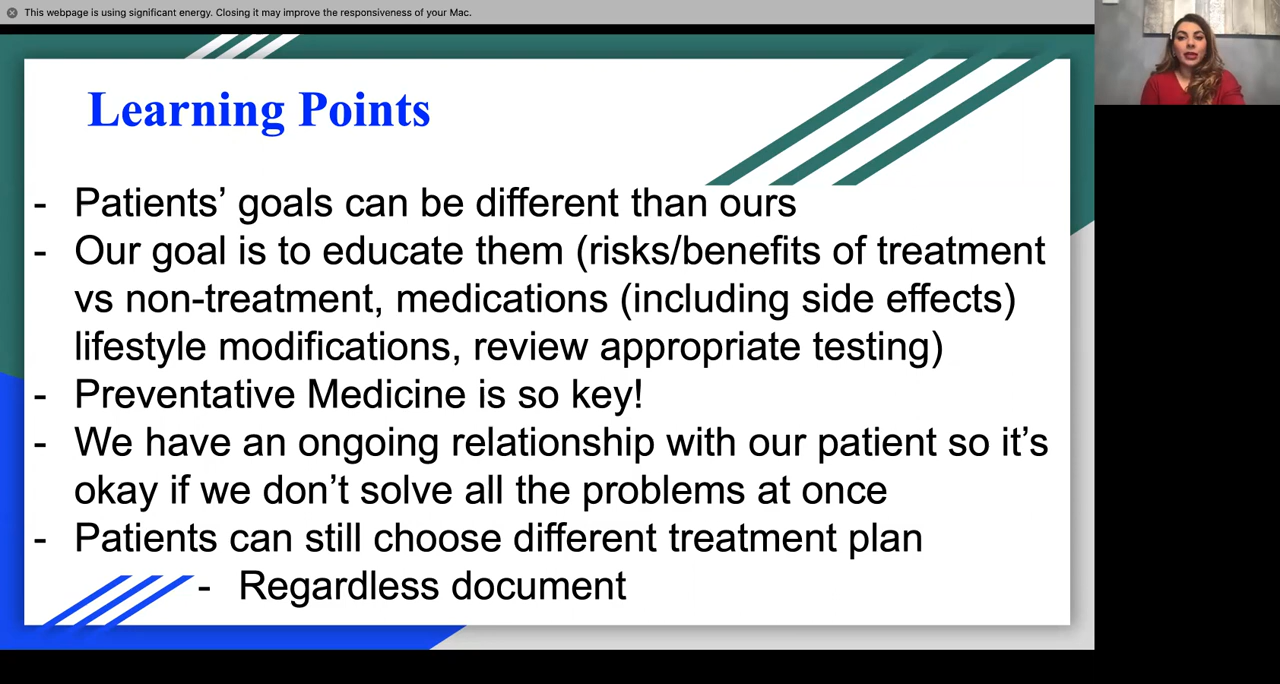 This webpage is using significant energy. Closing it may improve the responsiveness of your Mac.
Learning Points
- Patients’ goals can be different than ours
- Our goal is to educate them (risks/benefits of treatment
vs non-treatment, medications (including side effects)
lifestyle modifications, review appropriate testing)
- Preventative Medicine is so key!
- We have an ongoing relationship with our patient so it’s
okay if we don’t solve all the problems at once
- Patients can still choose different treatment plan
- Regardless document